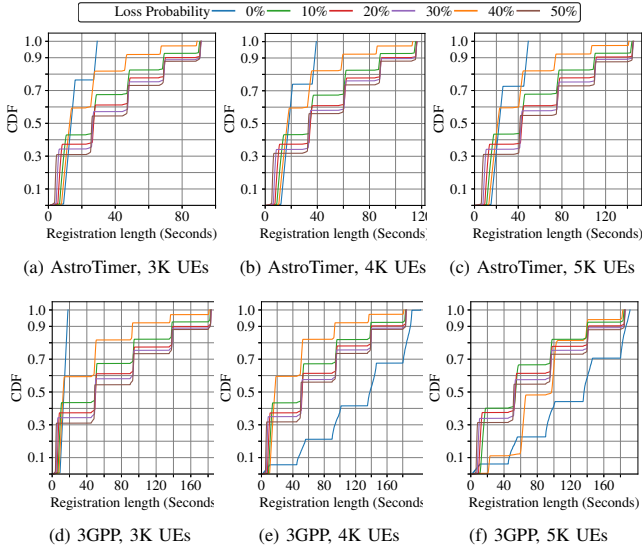 Loss Probability 0% 10% 20% 30% 40% 50%
CDF
1.0
0.9
0.7
0.5
0.3
0.1
0 40 80
Registration length (Seconds)
(a) AstroTimer, 3K UEs
CDF
1.0
0.9
0.7
0.5
0.3
0.1
0 40 80 120
Registration length (Seconds)
(b) AstroTimer, 4K UEs
CDF
1.0
0.9
0.7
0.5
0.3
0.1
0 40 80 120
Registration length (Seconds)
(c) AstroTimer, 5K UEs
CDF
1.0
0.9
0.7
0.5
0.3
0.1
0 40 80 120 160
Registration length (Seconds)
(d) 3GPP, 3K UEs
CDF
1.0
0.9
0.7
0.5
0.3
0.1
0 40 80 120 160
Registration length (Seconds)
(e) 3GPP, 4K UEs
CDF
1.0
0.9
0.7
0.5
0.3
0.1
0 40 80 120 160
Registration length (Seconds)
(f) 3GPP, 5K UEs